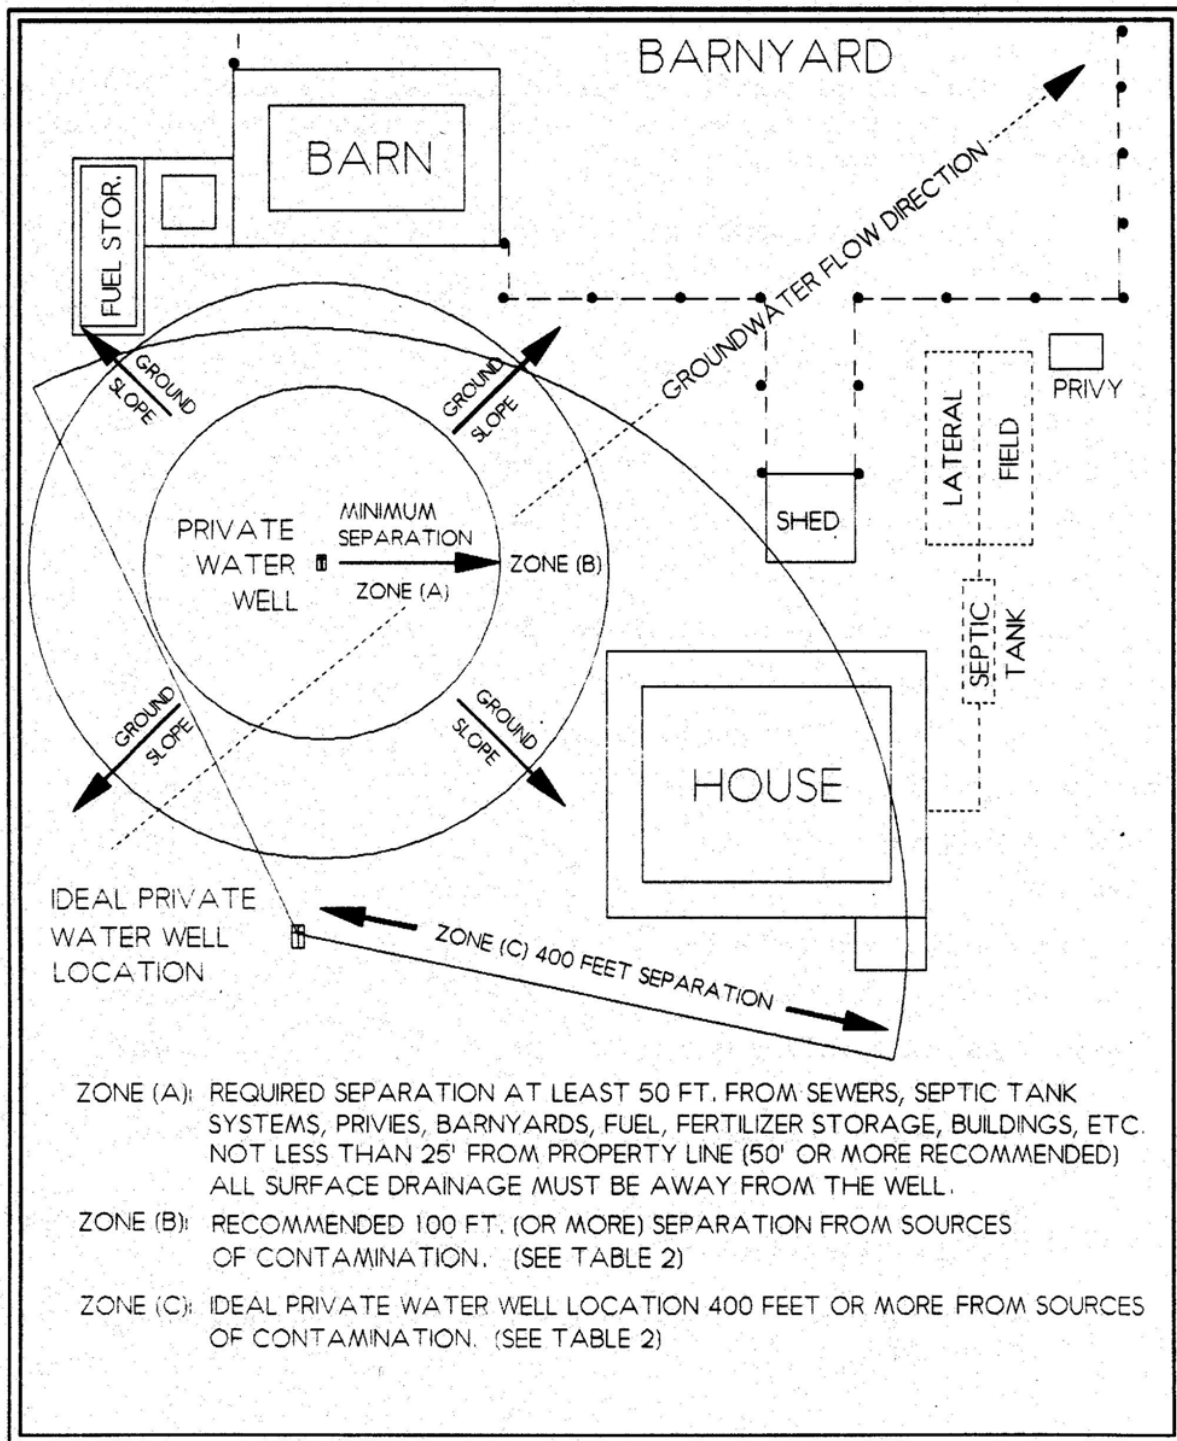 BARNYARD
BARN
FUEL STOR.
GROUNDWATER FLOW DIRECTION
GROUND
SLOPE
GROUND
SLOPE
PRIVY
LATERAL
FIELD
SHED
PRIVATE
WATER
WELL
MINIMUM
SEPARATION
ZONE (A)
ZONE (B)
SEPTIC
TANK
GROUND
SLOPE
GROUND
SLOPE
HOUSE
IDEAL PRIVATE
WATER WELL
LOCATION
ZONE (C) 400 FEET SEPARATION
ZONE (A): REQUIRED SEPARATION AT LEAST 50 FT. FROM SEWERS, SEPTIC TANK
SYSTEMS, PRIVIES, BARNYARDS, FUEL, FERTILIZER STORAGE, BUILDINGS, ETC.
NOT LESS THAN 25' FROM PROPERTY LINE (50' OR MORE RECOMMENDED)
ALL SURFACE DRAINAGE MUST BE AWAY FROM THE WELL.
ZONE (B): RECOMMENDED 100 FT. (OR MORE) SEPARATION FROM SOURCES
OF CONTAMINATION. (SEE TABLE 2)
ZONE (C): IDEAL PRIVATE WATER WELL LOCATION 400 FEET OR MORE FROM SOURCES
OF CONTAMINATION. (SEE TABLE 2)